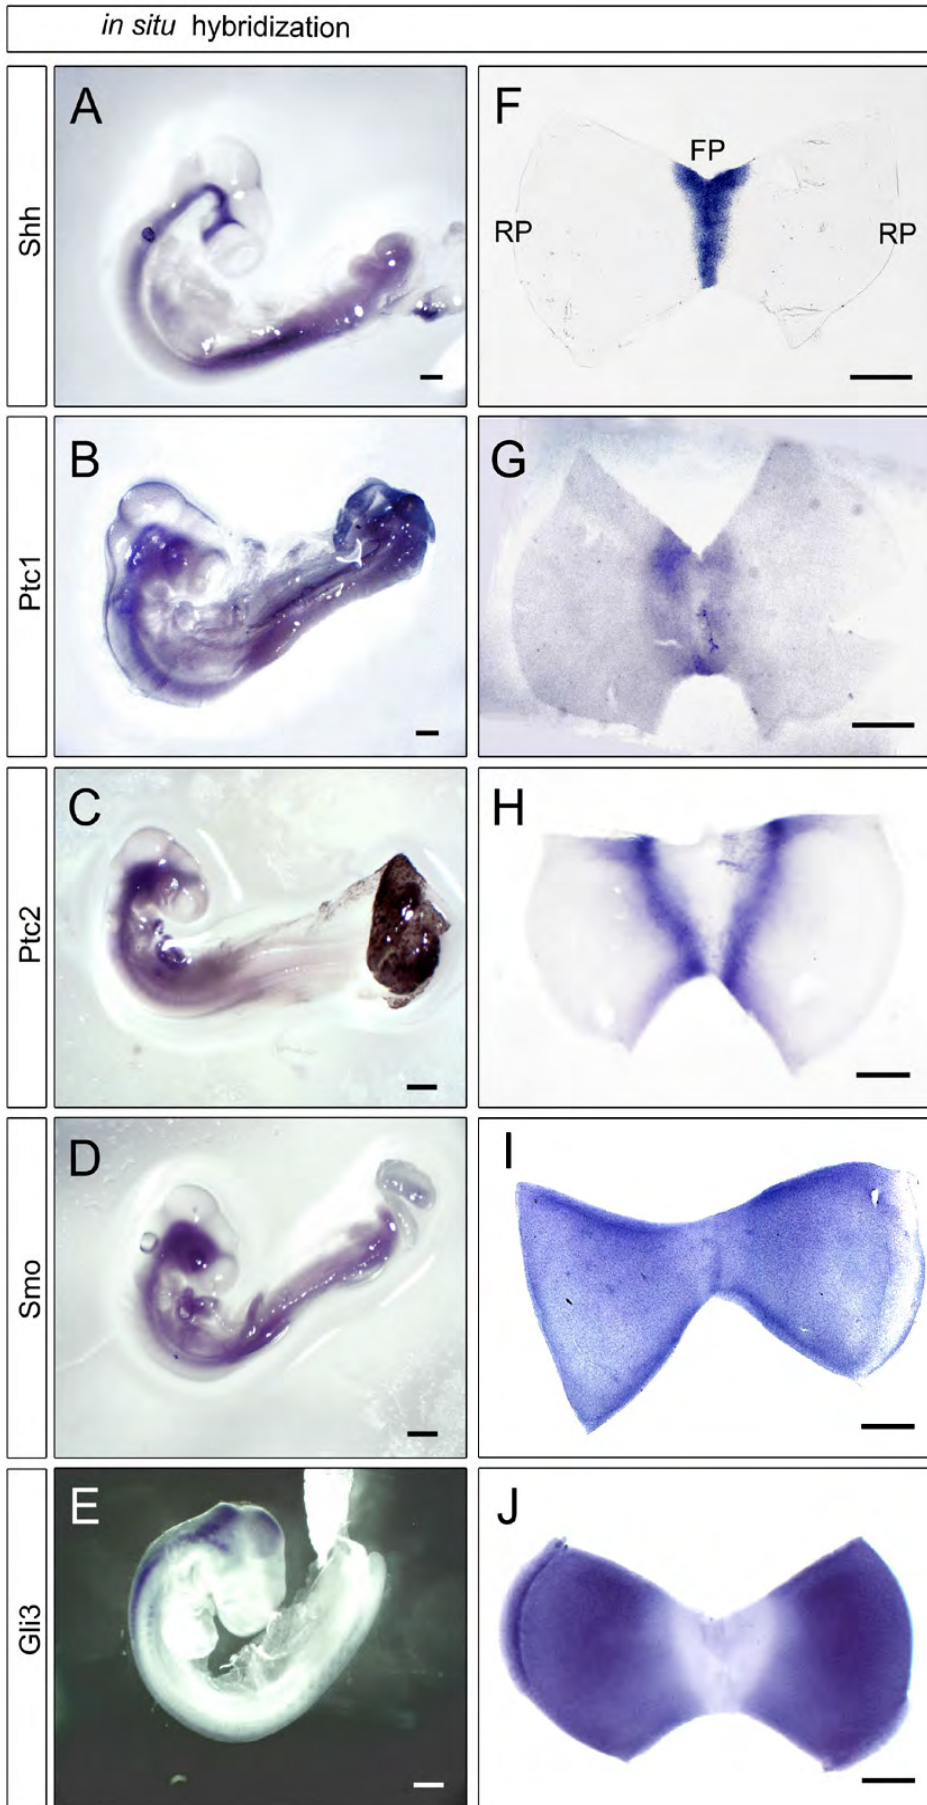 in situ hybridization
Shh
A
F
FP
RP
RP
Ptc1
B
G
Ptc2
C
H
Smo
D
I
Gli3
E
J